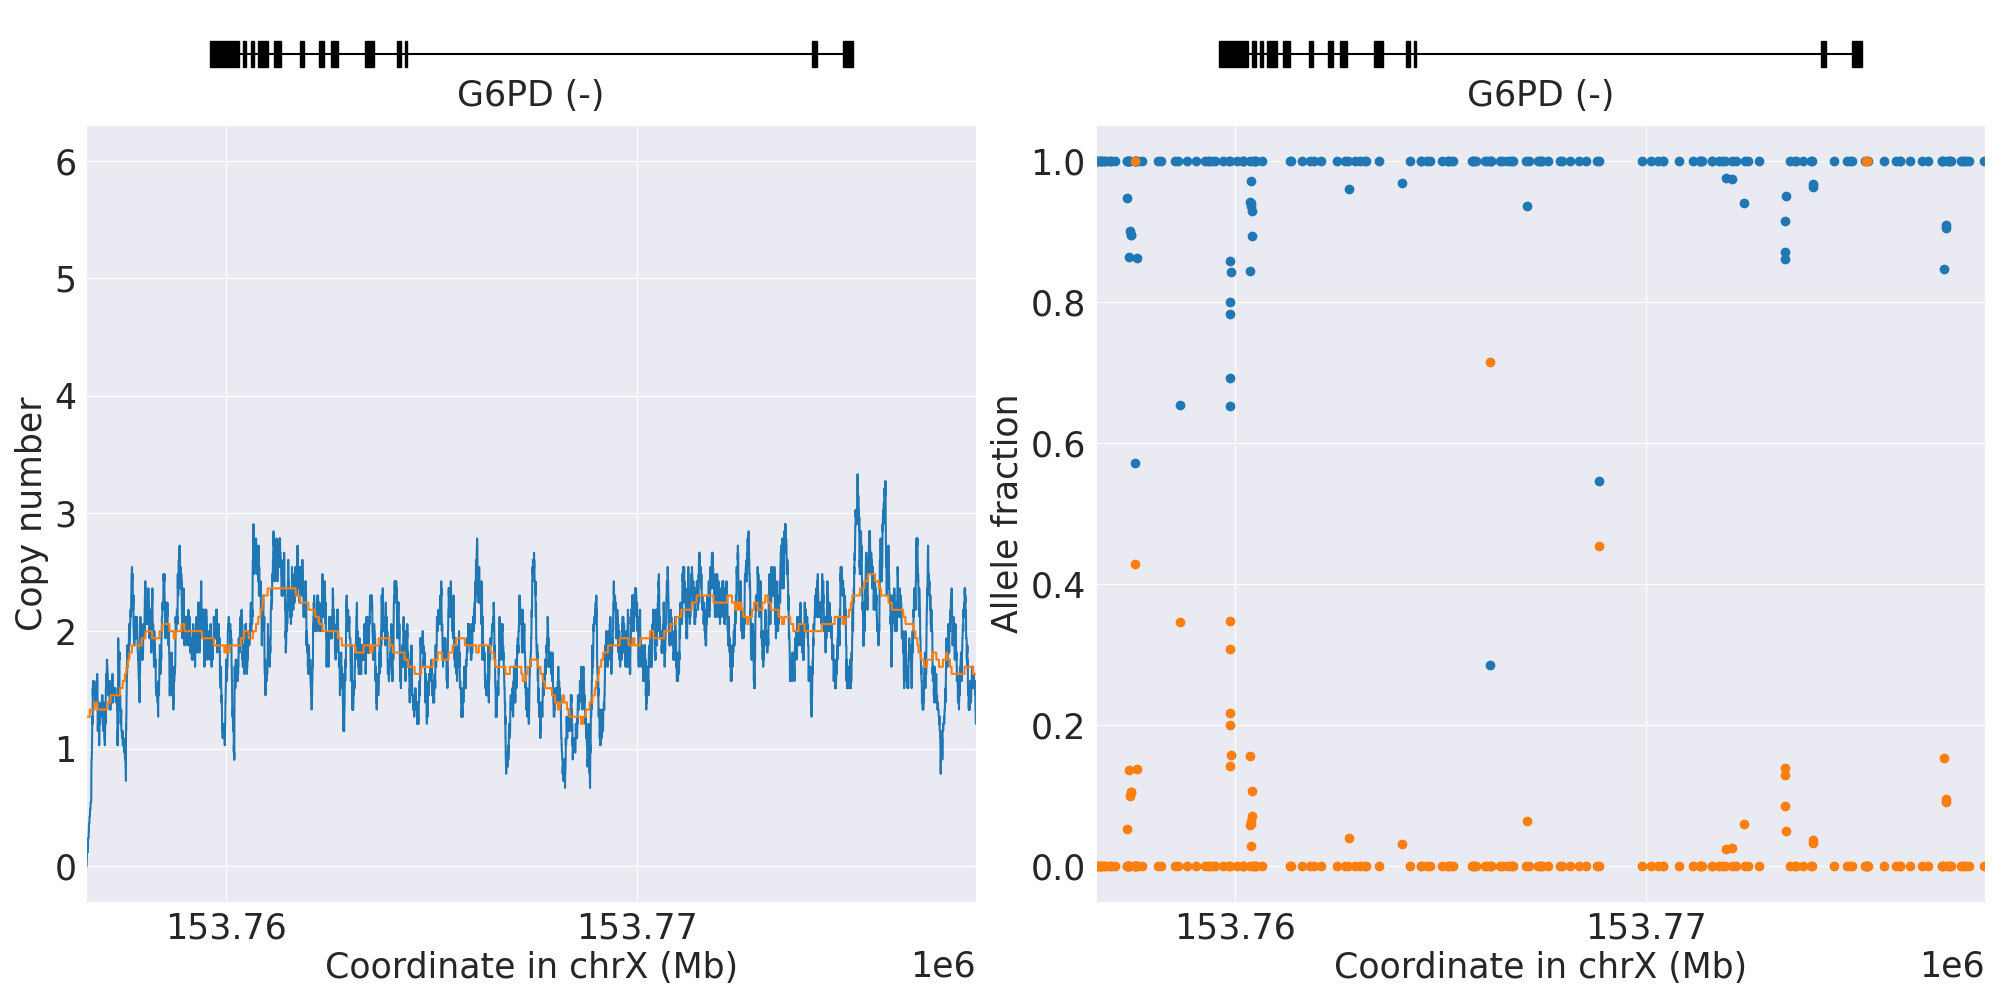 G6PD (-)
6
5
4
3
2
1
0
Copy number
153.76
153.77
Coordinate in chrX (Mb)
1e6
G6PD (-)
1.0
0.8
0.6
0.4
0.2
0.0
Allele fraction
153.76
153.77
Coordinate in chrX (Mb)
1e6